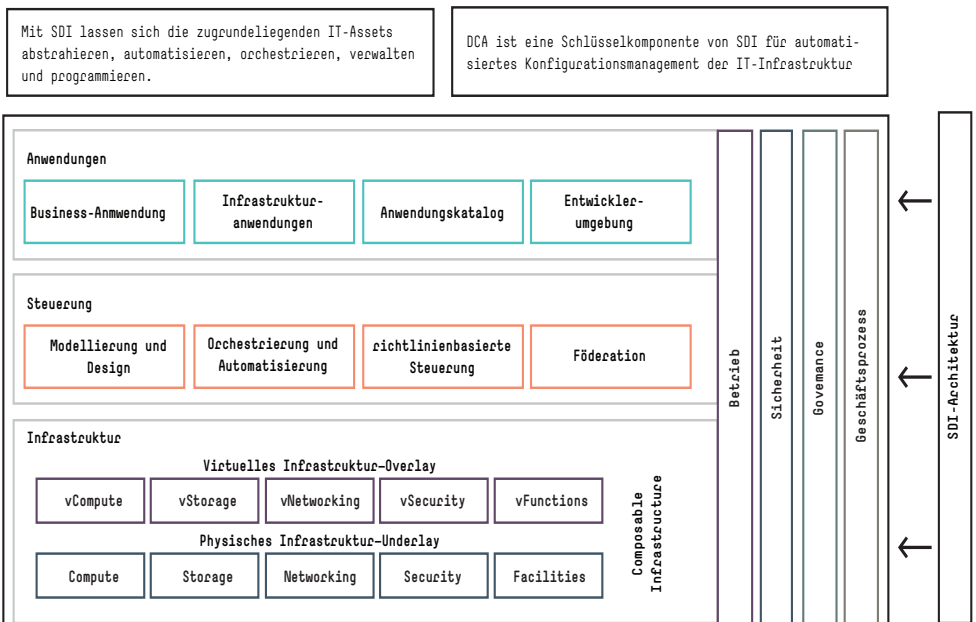 Mit SDI lassen sich die zugrundeliegenden IT-Assets
abstrahieren, automatisieren, orchestrieren, verwalten
und programmieren.
DCA ist eine Schlüsselkomponente von SDI für automati-
siertes Konfigurationsmanagement der IT-Infrastruktur
Anwendungen
Business-Anmwendung
Infrastruktur-
anwendungen
Anwendungskatalog
Entwickler-
umgebung
Steuerung
Modellierung und
Design
Orchestrierung und
Automatisierung
richtlinienbasierte
Steuerung
Föderation
Infrastruktur
Virtuelles Infrastruktur-Overlay
vCompute
vStorage
vNetworking
vSecurity
vFunctions
Physisches Infrastruktur-Underlay
Compute
Storage
Networking
Security
Facilities
Composable
Infrastructure
Betrieb
Sicherheit
Governance
Geschäftsprozess
SDI-Architektur